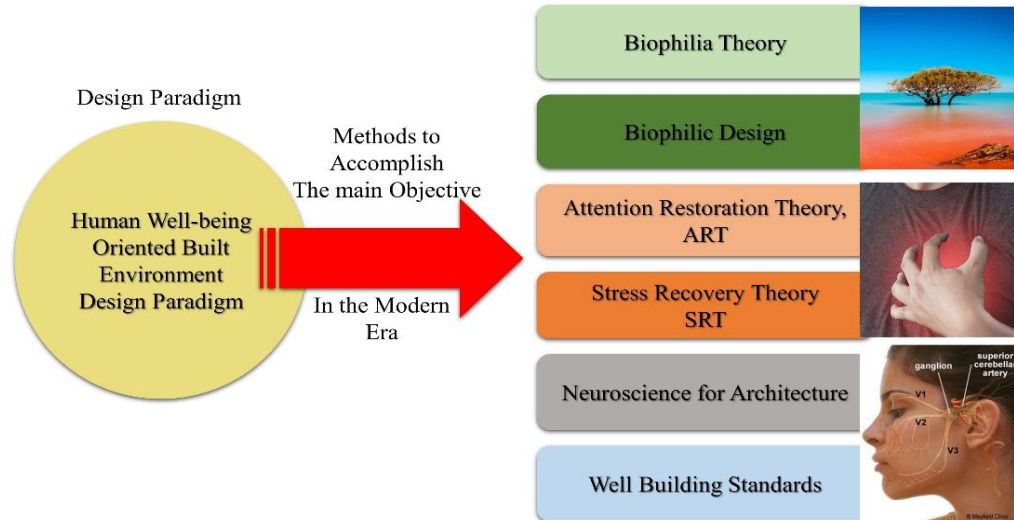 Design Paradigm
Human Well-being
Oriented Built
Environment
Design Paradigm
Methods to
Accomplish
The main Objective
In the Modern
Era
Biophilia Theory
Biophilic Design
Attention Restoration Theory,
ART
Stress Recovery Theory
SRT
Neuroscience for Architecture
Well Building Standards
ganglion
superior
cerebellar
artery
V1
V2
V3
© Mayfield Clinic